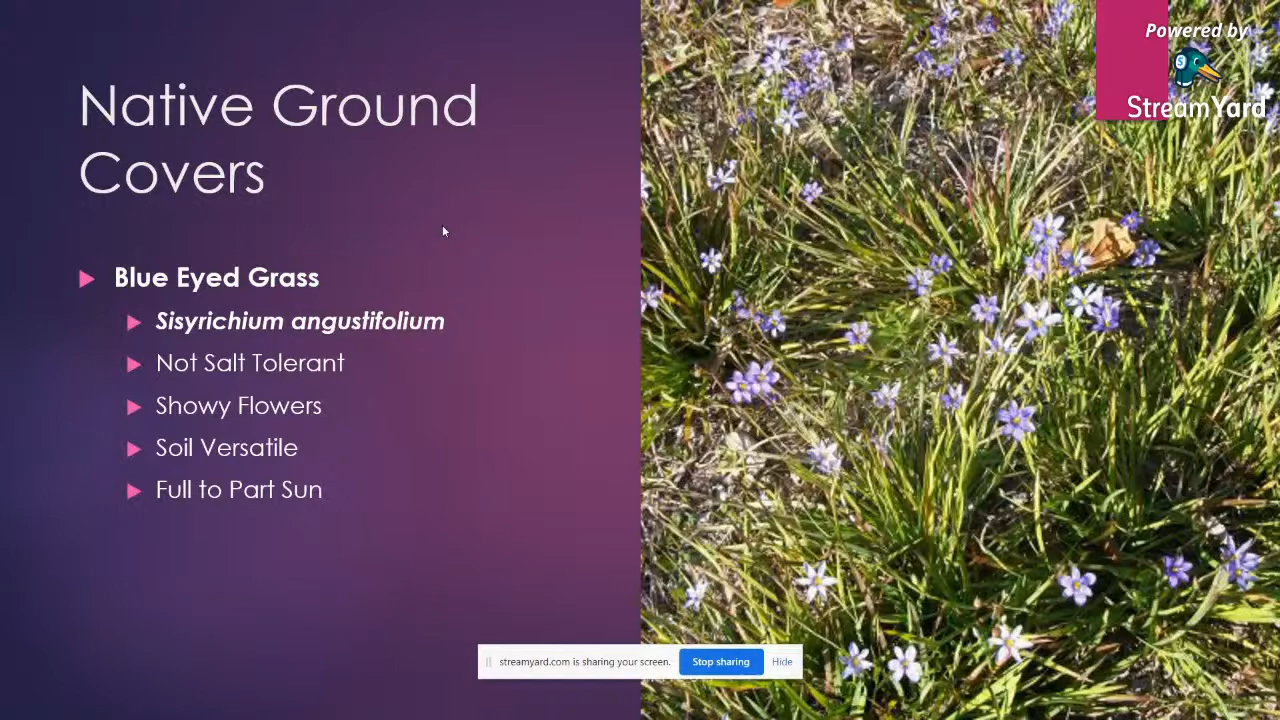 Powered by
StreamYard
Native Ground
Covers
Blue Eyed Grass
Sisyrichium angustifolium
Not Salt Tolerant
Showy Flowers
Soil Versatile
Full to Part Sun
streamyard.com is sharing your screen.
Stop sharing
Hide